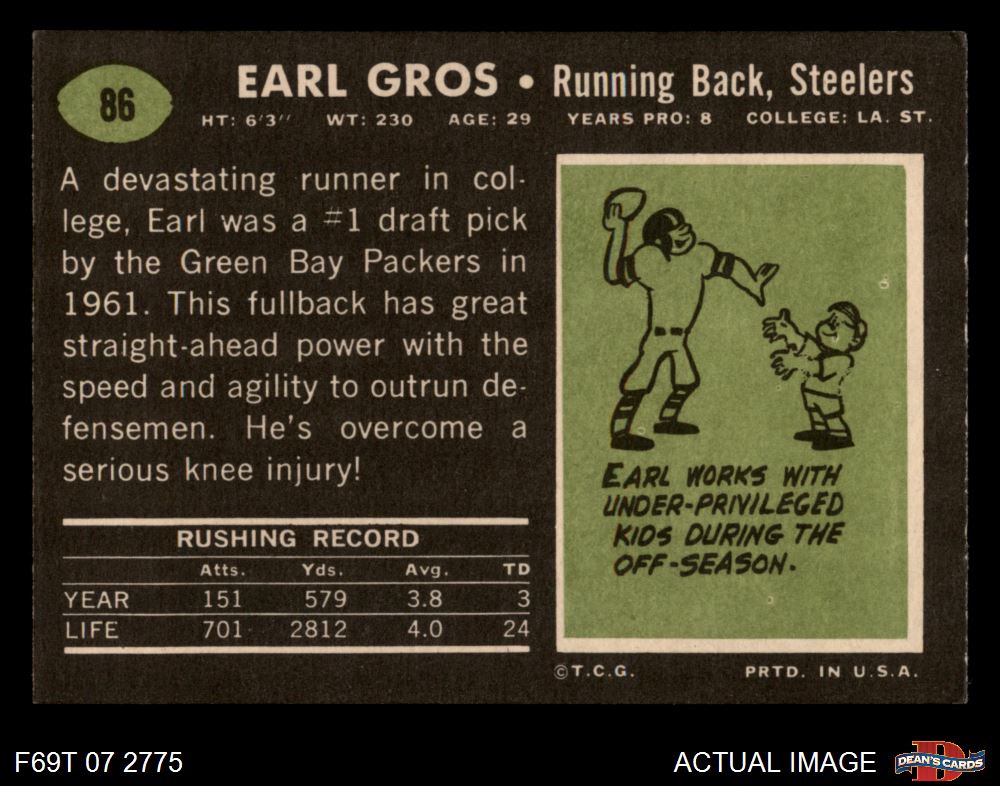 86
EARL GROS • Running Back, Steelers
HT: 6'3" WT: 230 AGE: 29 YEARS PRO: 8 COLLEGE: LA. ST.
A devastating runner in col-
lege, Earl was a #1 draft pick
by the Green Bay Packers in
1961. This fullback has great
straight-ahead power with the
speed and agility to outrun de-
fensemen. He's overcome a
serious knee injury!
RUSHING RECORD
Atts. Yds. Avg. TD
YEAR 151 579 3.8 3
LIFE 701 2812 4.0 24
EARL WORKS WITH
UNDER-PRIVILEGED
KIDS DURING THE
OFF-SEASON.
©T.C.G. PRTD. IN U.S.A.
F69T 07 2775
ACTUAL IMAGE
D
DEAN'S CARDS